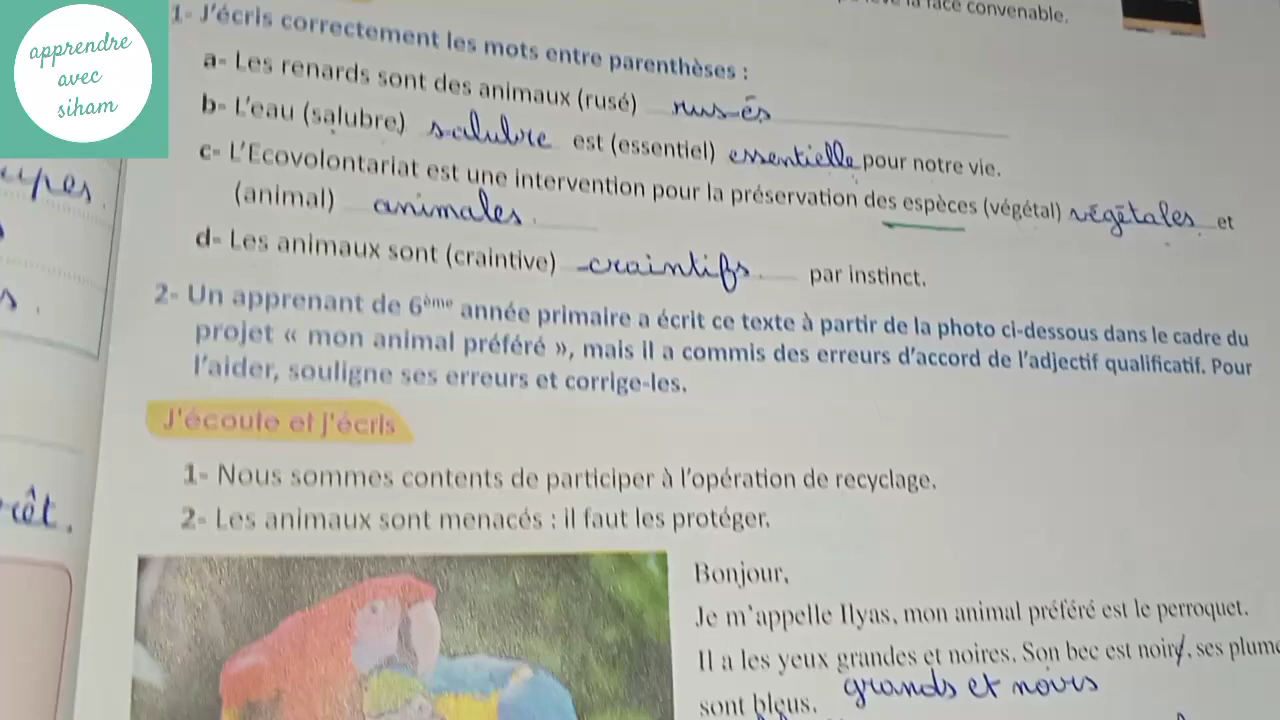 apprendre
avec
siham
la face convenable.
1- J'écris correctement les mots entre parenthèses :
a- Les renards sont des animaux (rusé) rusés
b- L'eau (salubre) salubre est (essentiel) essentielle pour notre vie.
c- L'Ecovolontariat est une intervention pour la préservation des espèces (végétal) végétales et
(animal) animales.
d- Les animaux sont (craintive) craintifs par instinct.
2- Un apprenant de 6ème année primaire a écrit ce texte à partir de la photo ci-dessous dans le cadre du
projet « mon animal préféré », mais il a commis des erreurs d'accord de l'adjectif qualificatif. Pour
l'aider, souligne ses erreurs et corrige-les.
J'écoute et j'écris
1- Nous sommes contents de participer à l'opération de recyclage.
2- Les animaux sont menacés : il faut les protéger.
Bonjour,
Je m'appelle Ilyas, mon animal préféré est le perroquet.
Il a les yeux grandes et noires. Son bec est noire, ses plume
sont bleus. grands et noirs